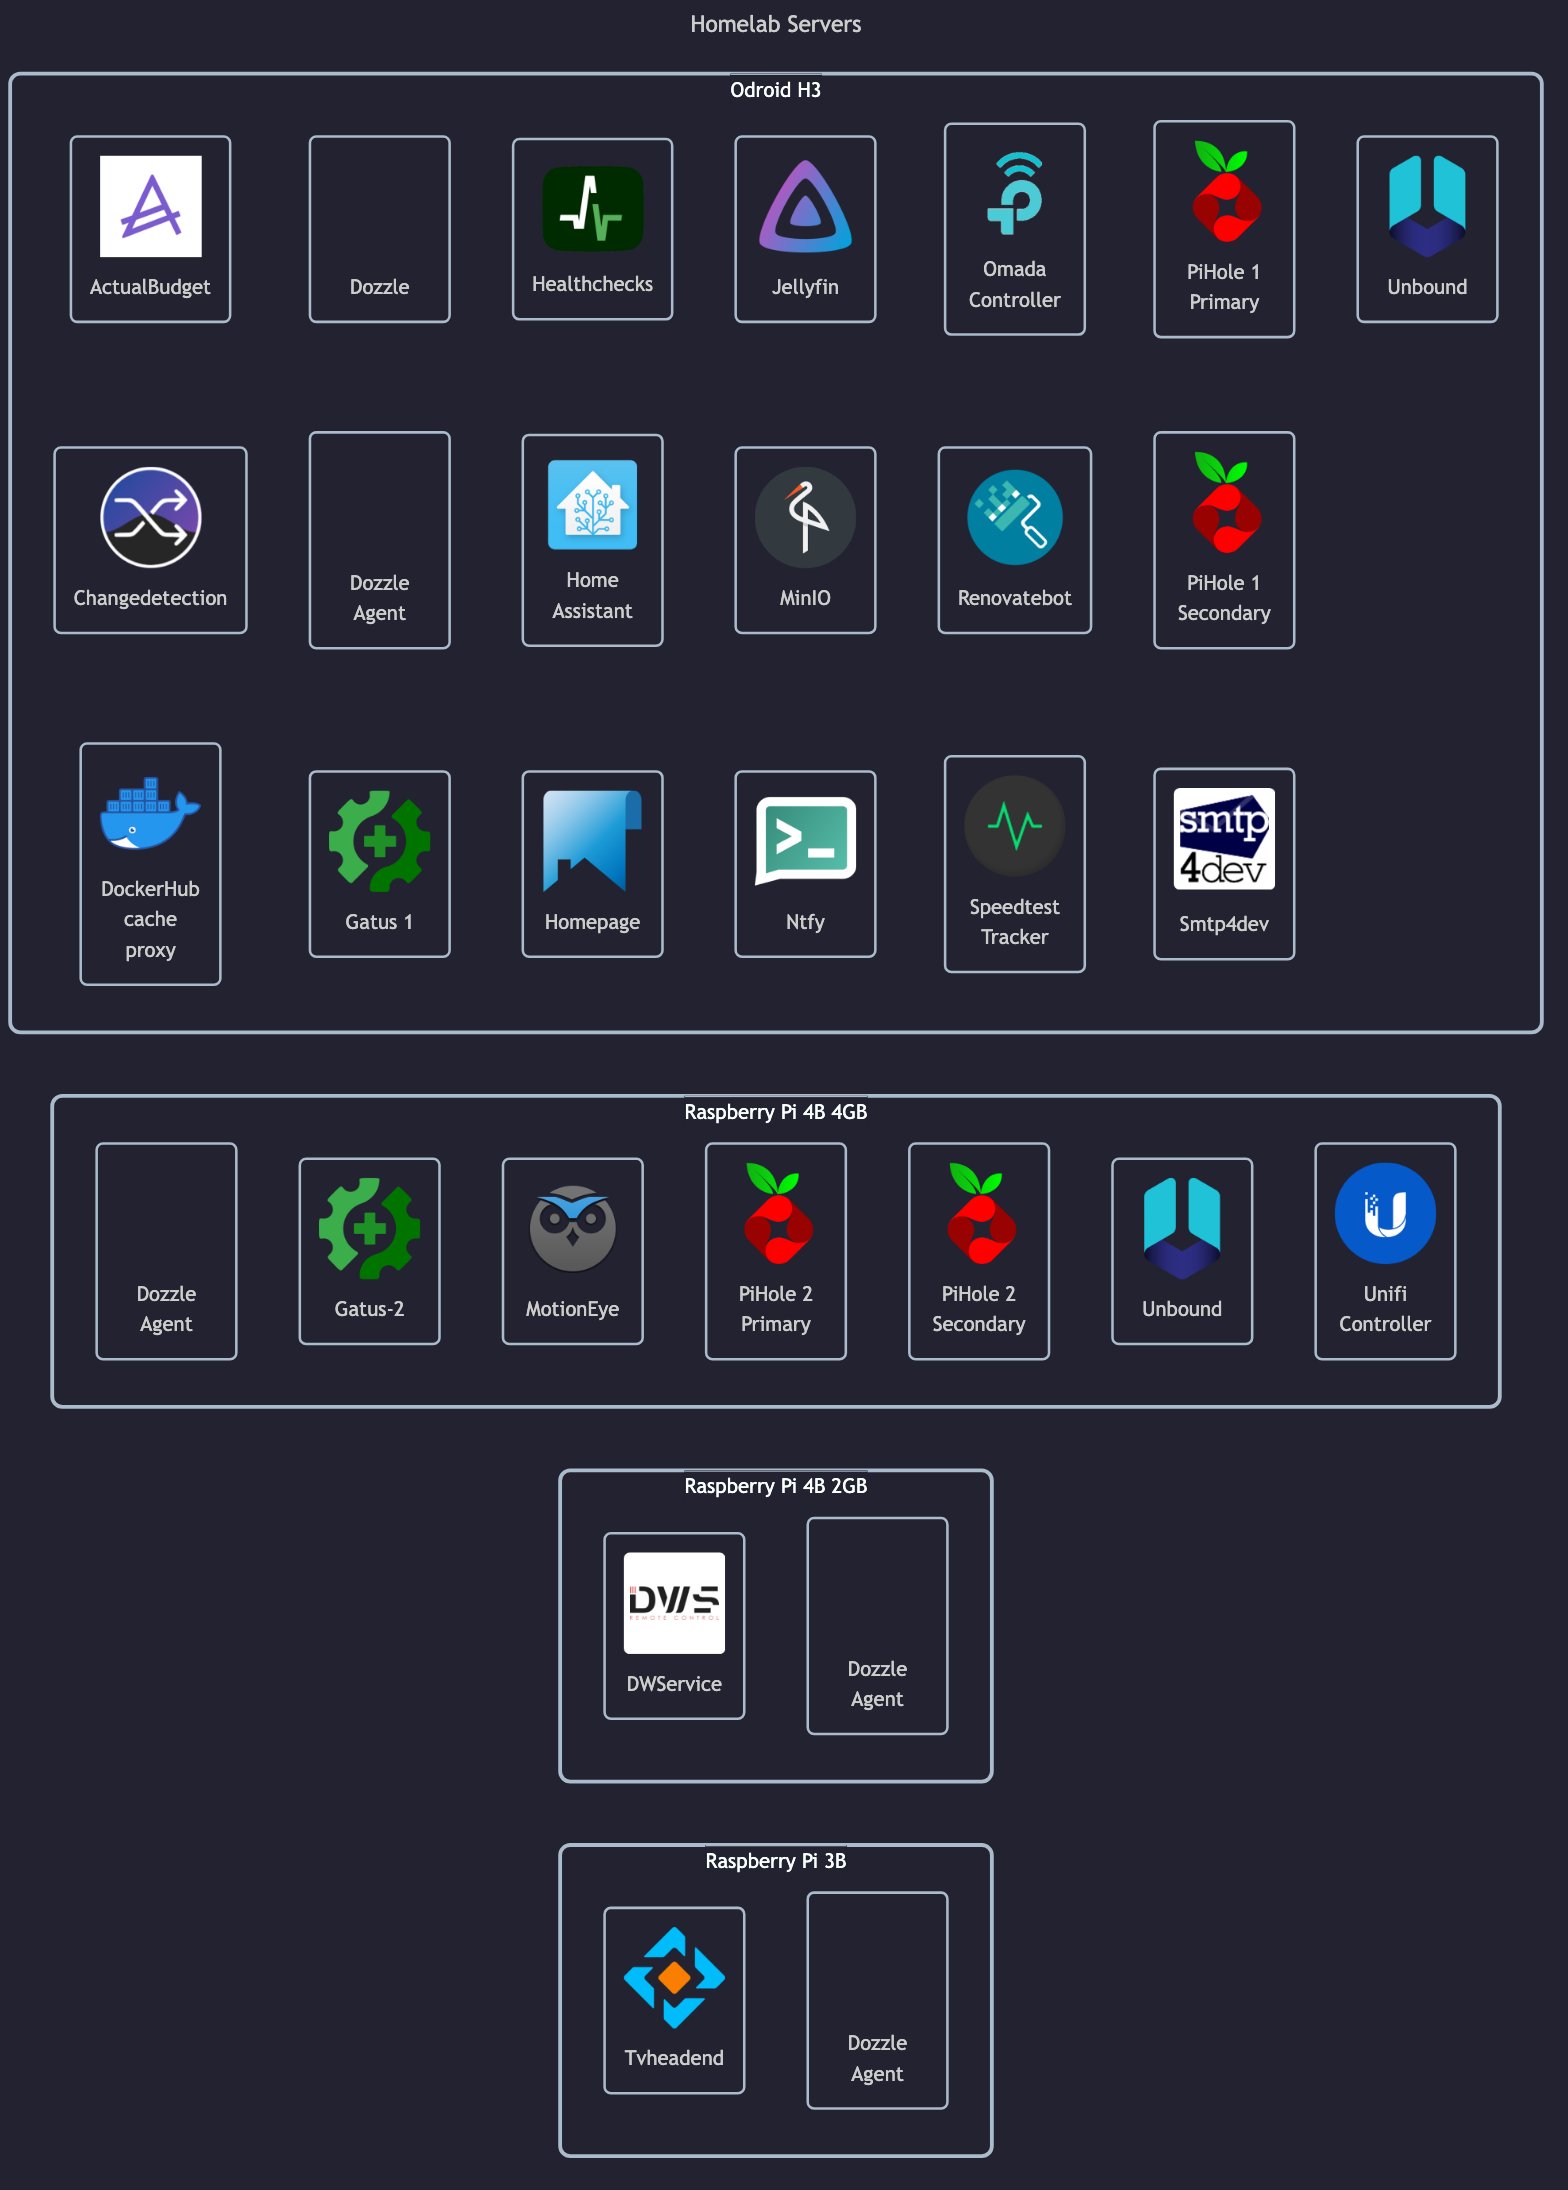 Homelab Servers
Odroid H3
ActualBudget
Dozzle
Healthchecks
Jellyfin
Omada
Controller
PiHole 1
Primary
Unbound
Changedetection
Dozzle
Agent
Home
Assistant
MinIO
Renovatebot
PiHole 1
Secondary
DockerHub
cache
proxy
Gatus 1
Homepage
>_
Ntfy
Speedtest
Tracker
smtp
4dev
Smtp4dev
Raspberry Pi 4B 4GB
Dozzle
Agent
Gatus-2
MotionEye
PiHole 2
Primary
PiHole 2
Secondary
Unbound
U
Unifi
Controller
Raspberry Pi 4B 2GB
DWS
REMOTE CONTROL
DWService
Dozzle
Agent
Raspberry Pi 3B
Tvheadend
Dozzle
Agent